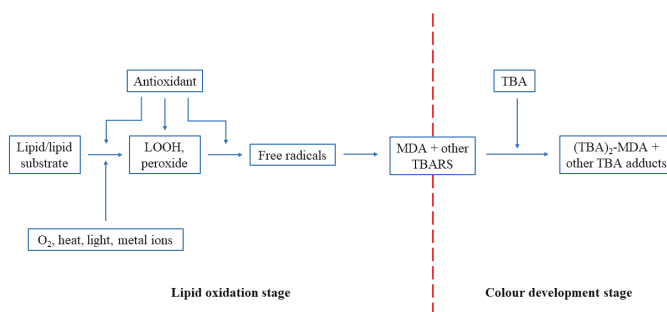 Antioxidant
TBA
Lipid/lipid
substrate
LOOH,
peroxide
Free radicals
MDA + other
TBARS
(TBA)₂-MDA +
other TBA adducts
O₂, heat, light, metal ions
Lipid oxidation stage
Colour development stage